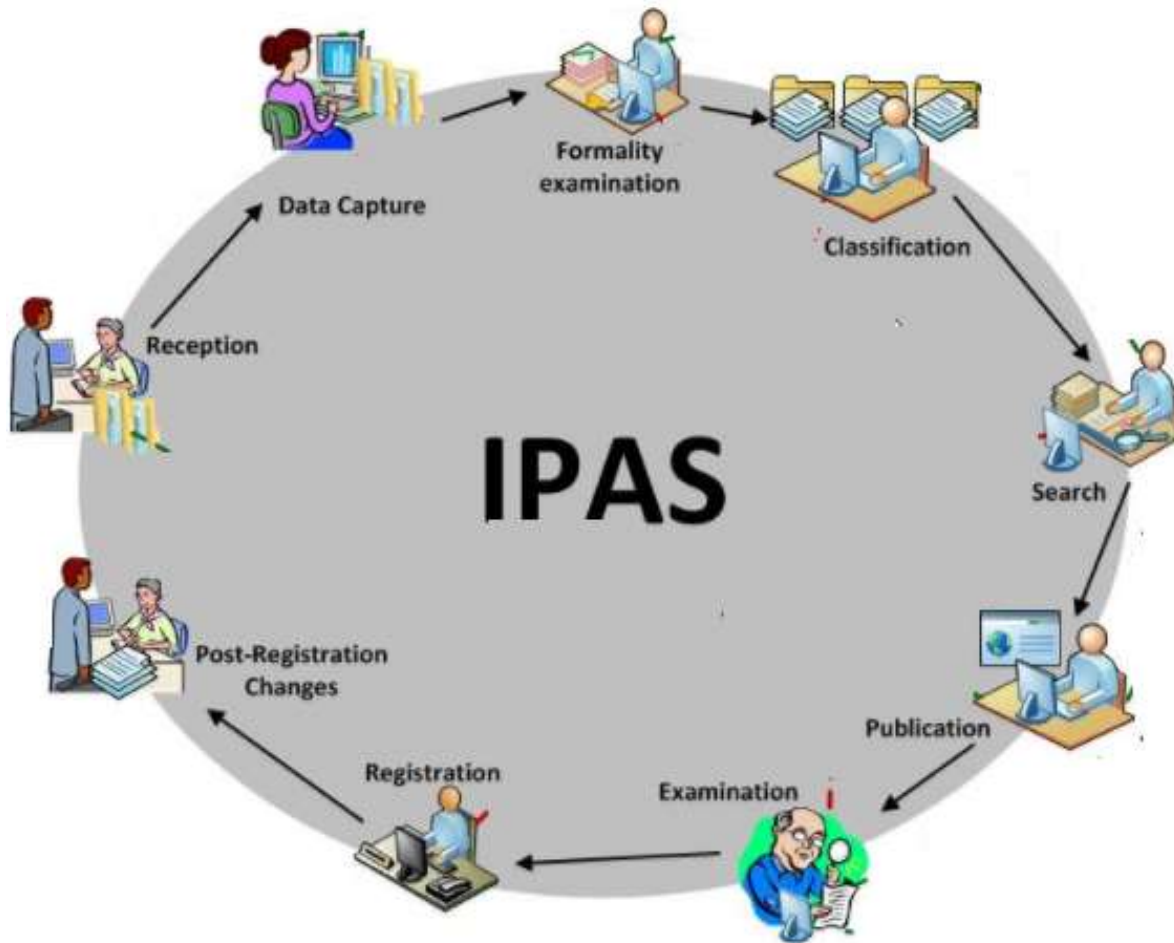 Formality
examination
Data Capture
Classification
Reception
IPAS
Search
Post-Registration
Changes
Publication
Registration
Examination